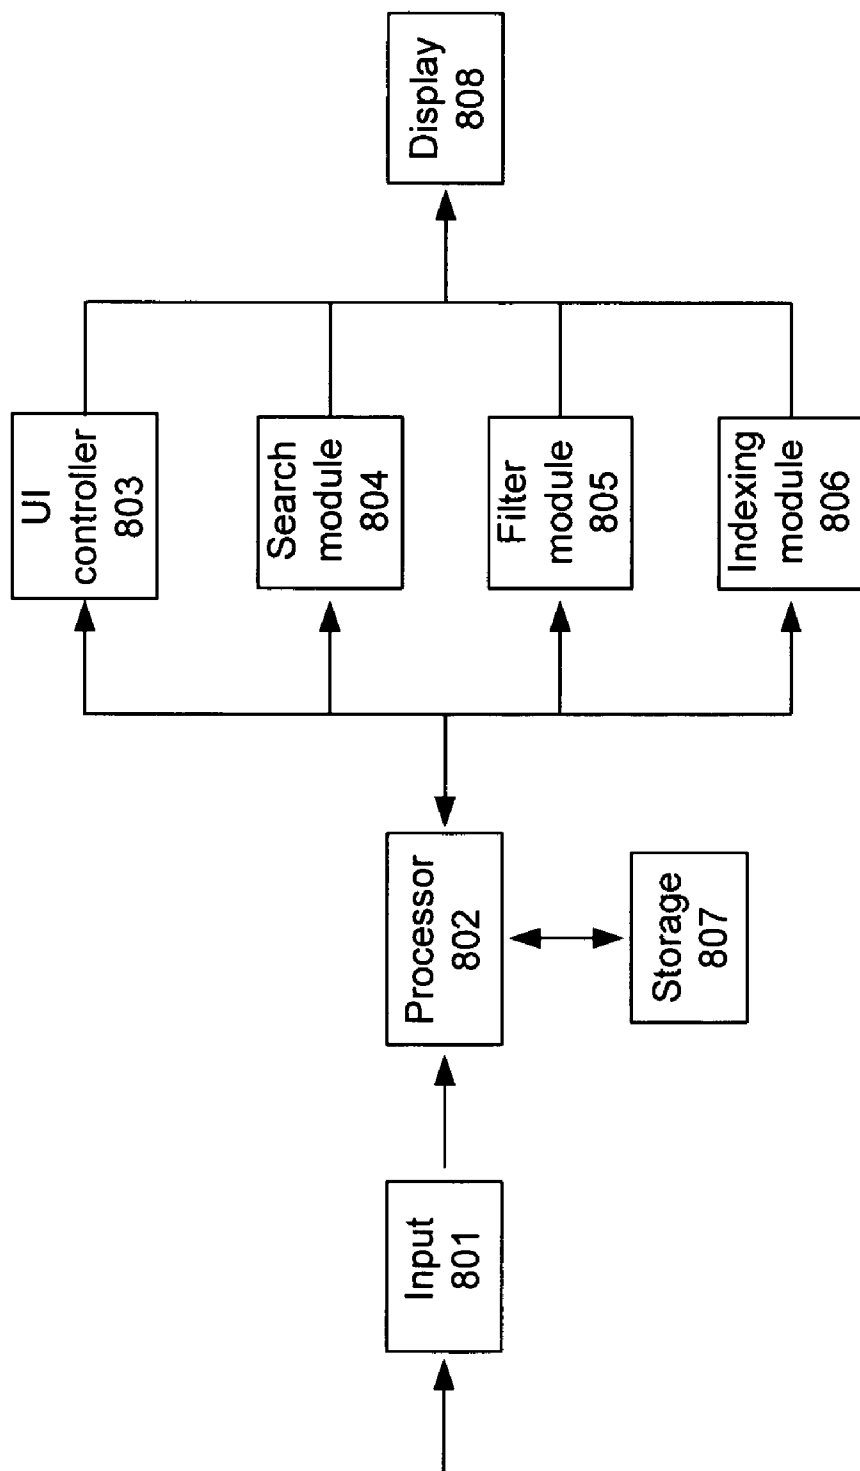 Input
801
Processor
802
Storage
807
UI
controller
803
Search
module
804
Filter
module
805
Indexing
module
806
Display
808